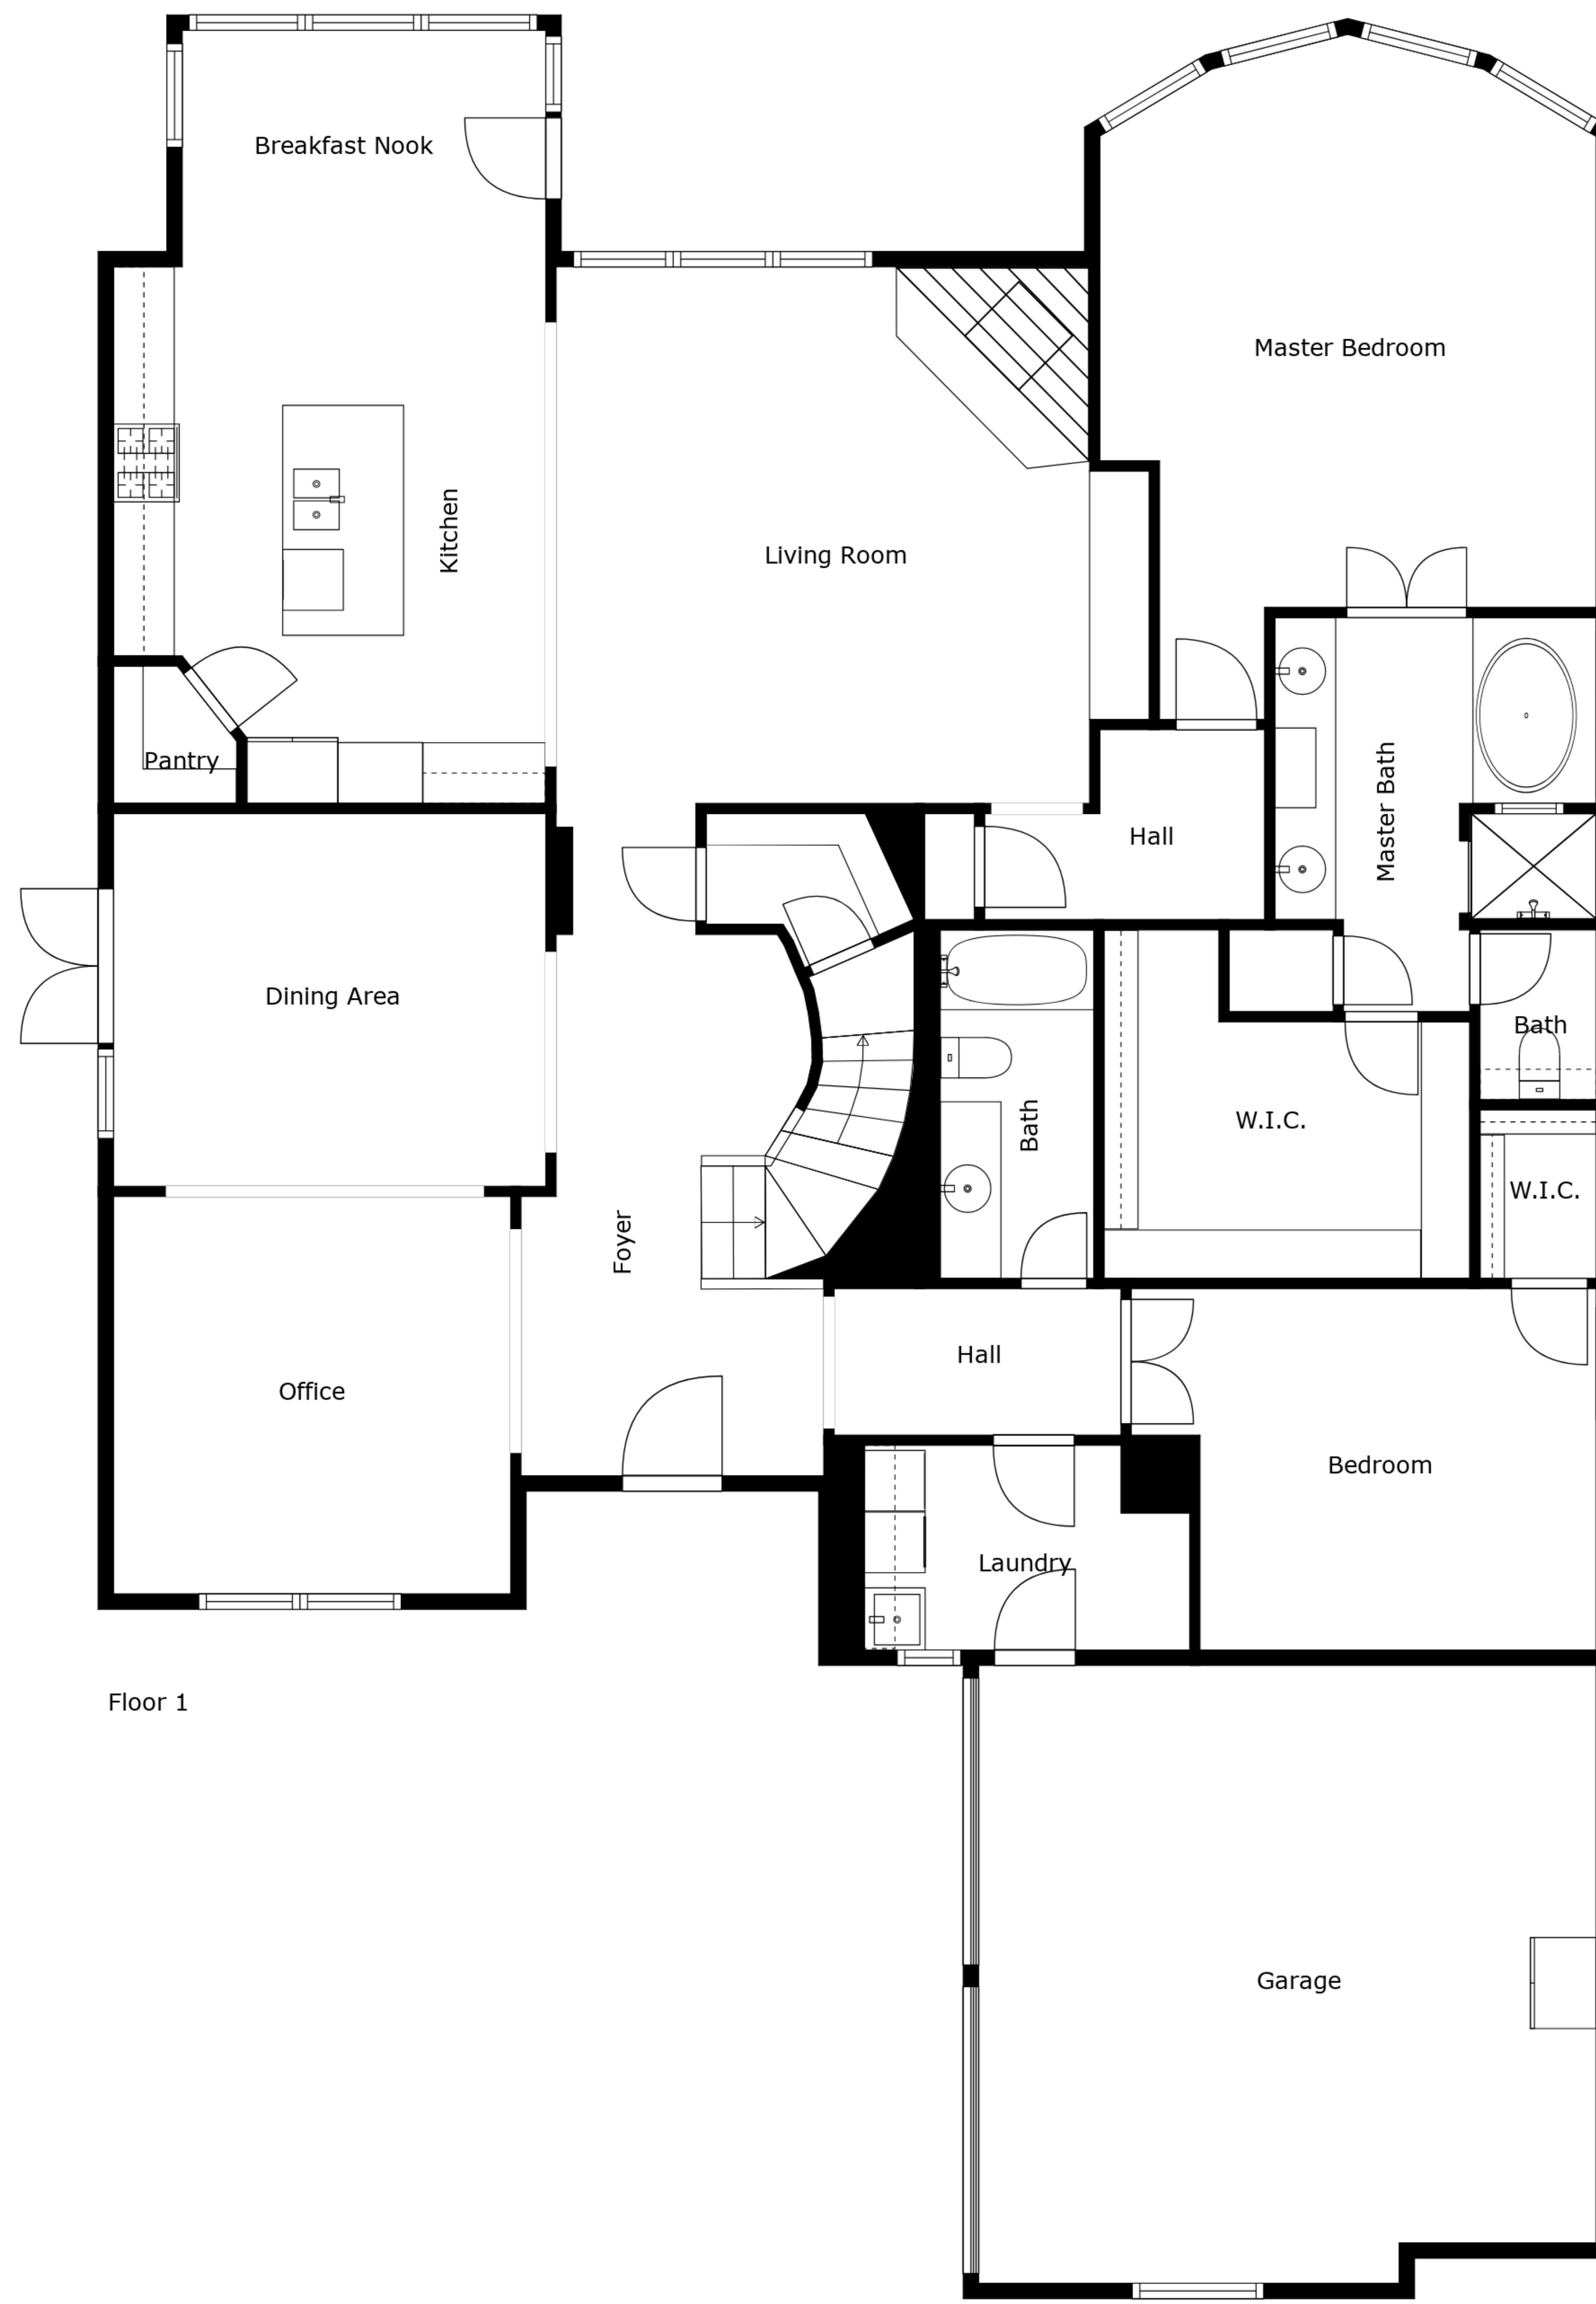 Breakfast Nook
Master Bedroom
Kitchen
Living Room
Pantry
Master Bath
Hall
Dining Area
Bath
Bath
W.I.C.
W.I.C.
Foyer
Hall
Office
Bedroom
Laundry
Floor 1
Garage